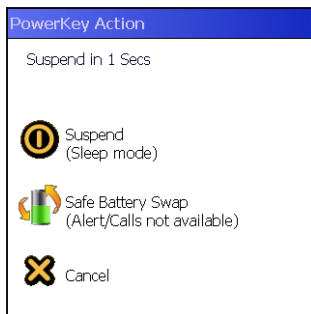 PowerKey Action
Suspend in 1 Secs
Suspend
(Sleep mode)
Safe Battery Swap
(Alert/Calls not available)
Cancel